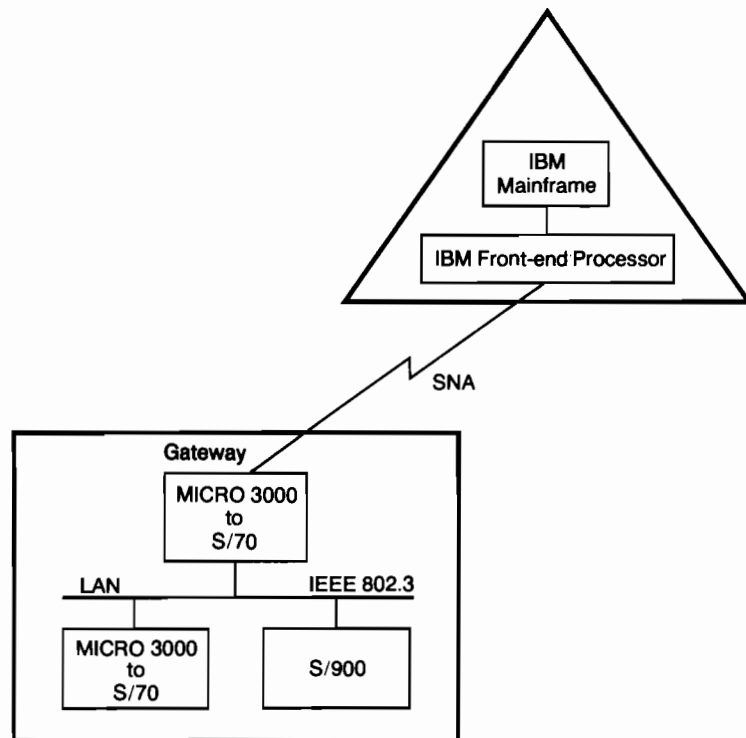 IBM
Mainframe
IBM Front-end Processor
SNA
Gateway
MICRO 3000
to
S/70
LAN
IEEE 802.3
MICRO 3000
to
S/70
S/900